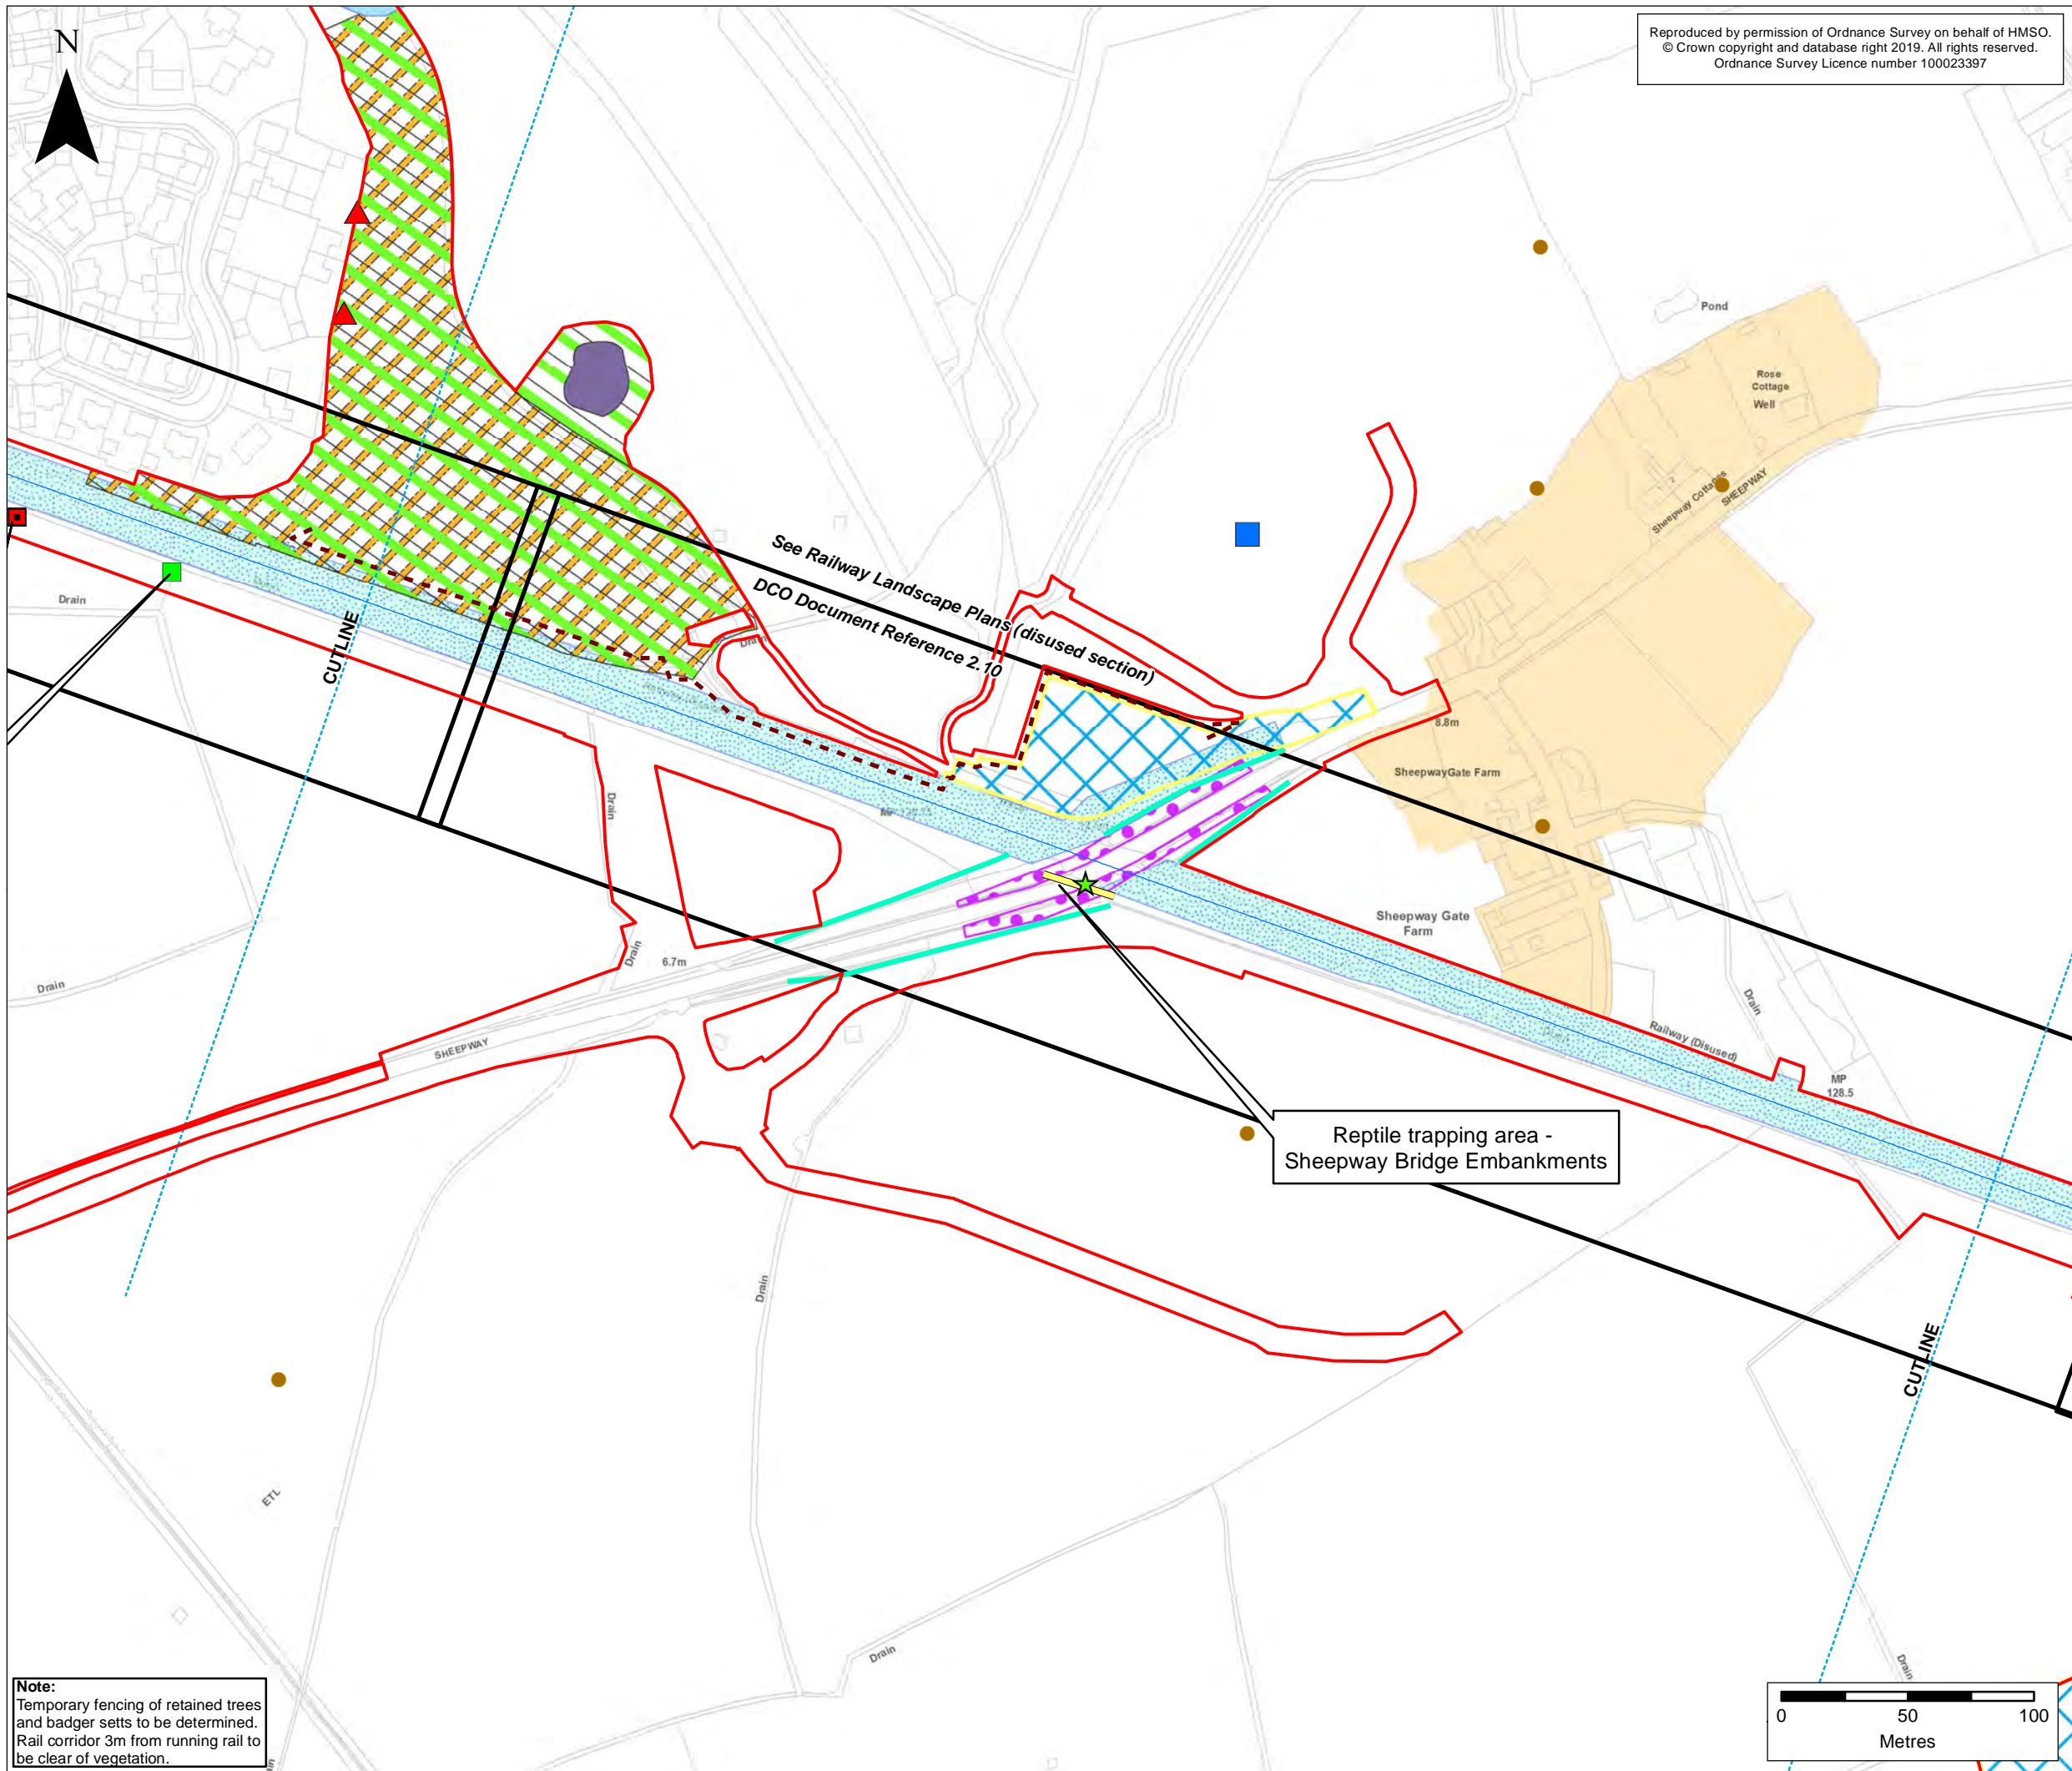 N
Reproduced by permission of Ordnance Survey on behalf of HMSO.
© Crown copyright and database right 2019. All rights reserved.
Ordnance Survey Licence number 100023397
Pond
Rose
Cottage
Well
Sheepway Cottages
SHEEPWAY
See Railway Landscape Plans (disused section)
DCO Document Reference 2.10
Drain
CUTLINE
Drain
8.8m
SheepwayGate Farm
Drain
Sheepway Gate
Farm
Drain
6.7m
Drain
Drain
SHEEPWAY
Railway (Disused)
MP
128.5
Reptile trapping area -
Sheepway Bridge Embankments
Drain
CUTLINE
ETL
Drain
Drain
Note:
Temporary fencing of retained trees
and badger setts to be determined.
Rail corridor 3m from running rail to
be clear of vegetation.
0 50 100
Metres